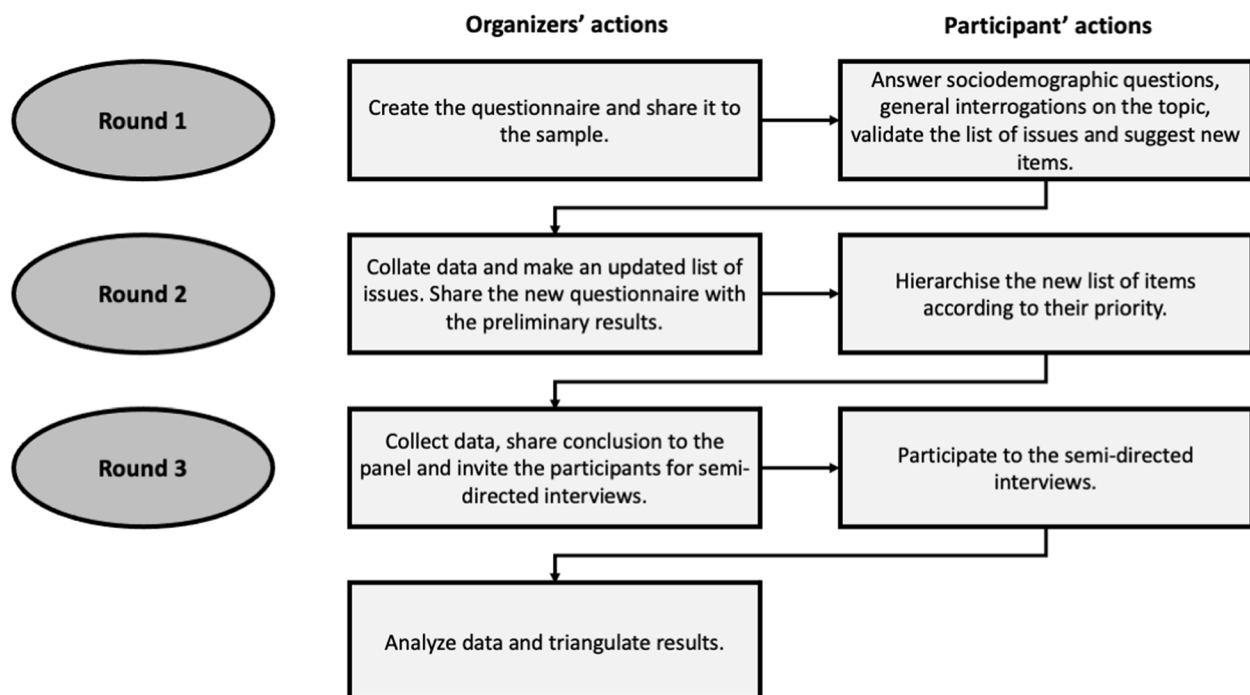 Organizers’ actions
Participant’ actions
Round 1
Create the questionnaire and share it to
the sample.
Answer sociodemographic questions,
general interrogations on the topic,
validate the list of issues and suggest new
items.
Round 2
Collate data and make an updated list of
issues. Share the new questionnaire with
the preliminary results.
Hierarchise the new list of items
according to their priority.
Round 3
Collect data, share conclusion to the
panel and invite the participants for semi-
directed interviews.
Participate to the semi-directed
interviews.
Analyze data and triangulate results.